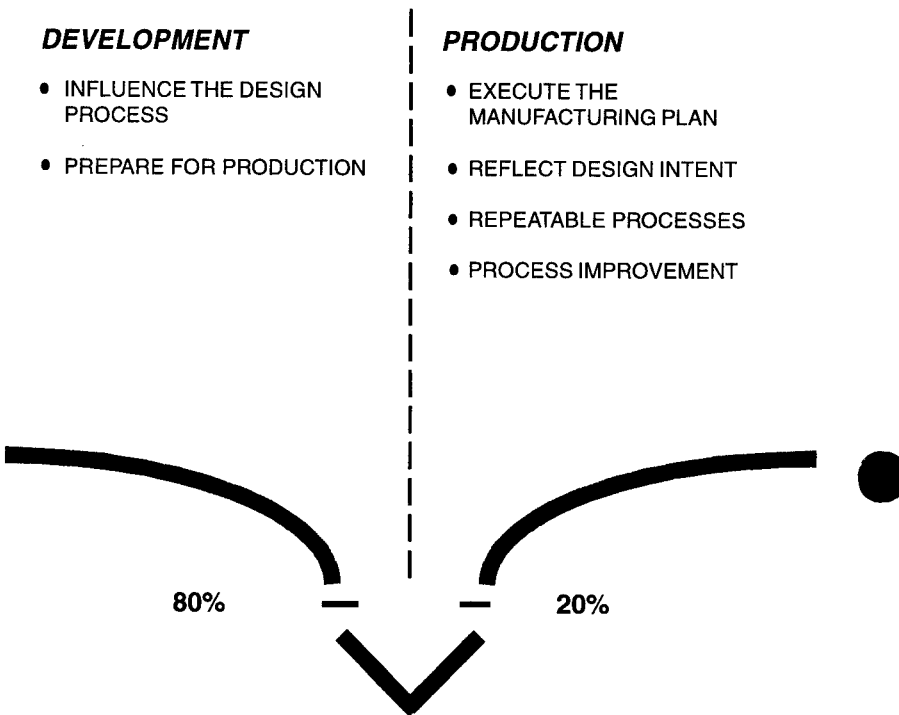 DEVELOPMENT
• INFLUENCE THE DESIGN
PROCESS
• PREPARE FOR PRODUCTION
PRODUCTION
• EXECUTE THE
MANUFACTURING PLAN
• REFLECT DESIGN INTENT
• REPEATABLE PROCESSES
• PROCESS IMPROVEMENT
80%
20%